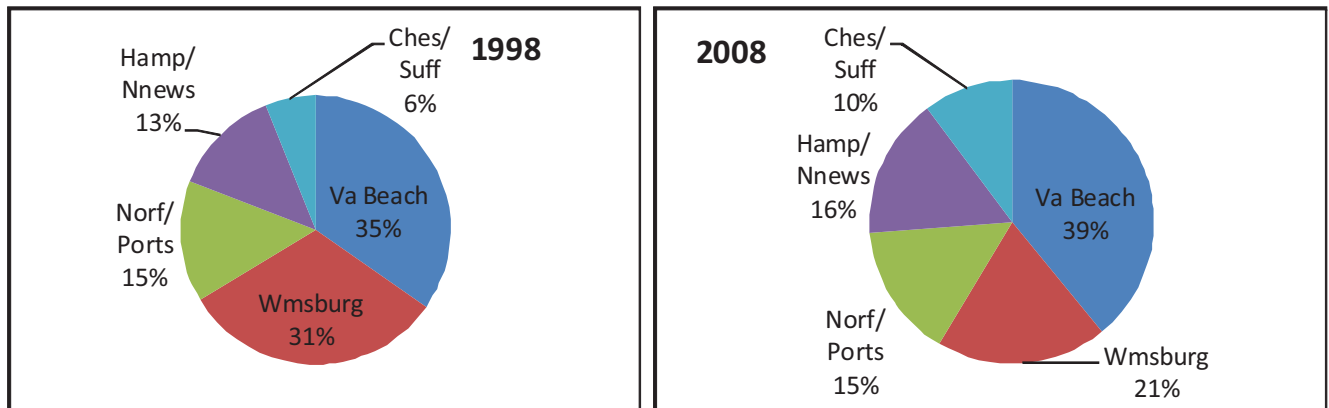 1998
Ches/
Suff
6%
Hamp/
Nnews
13%
Va Beach
35%
Norf/
Ports
15%
Wmsburg
31%
2008
Ches/
Suff
10%
Hamp/
Nnews
16%
Va Beach
39%
Norf/
Ports
15%
Wmsburg
21%